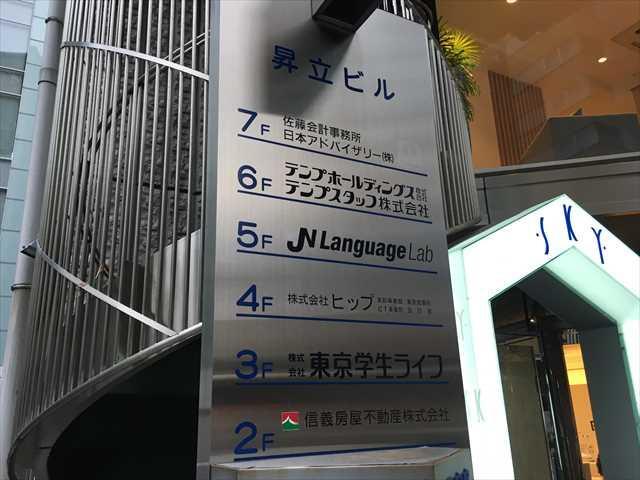 昇立ビル
7F 佐藤会計事務所
日本アドバイザリー(株)
6F テンプホールディングス 株式会社
テンプスタッフ株式会社
5F JN Language Lab
4F 株式会社ヒップ
3F 株式会社 東京学生ライフ
2F 信義房屋不動産株式会社
SKY
SKY